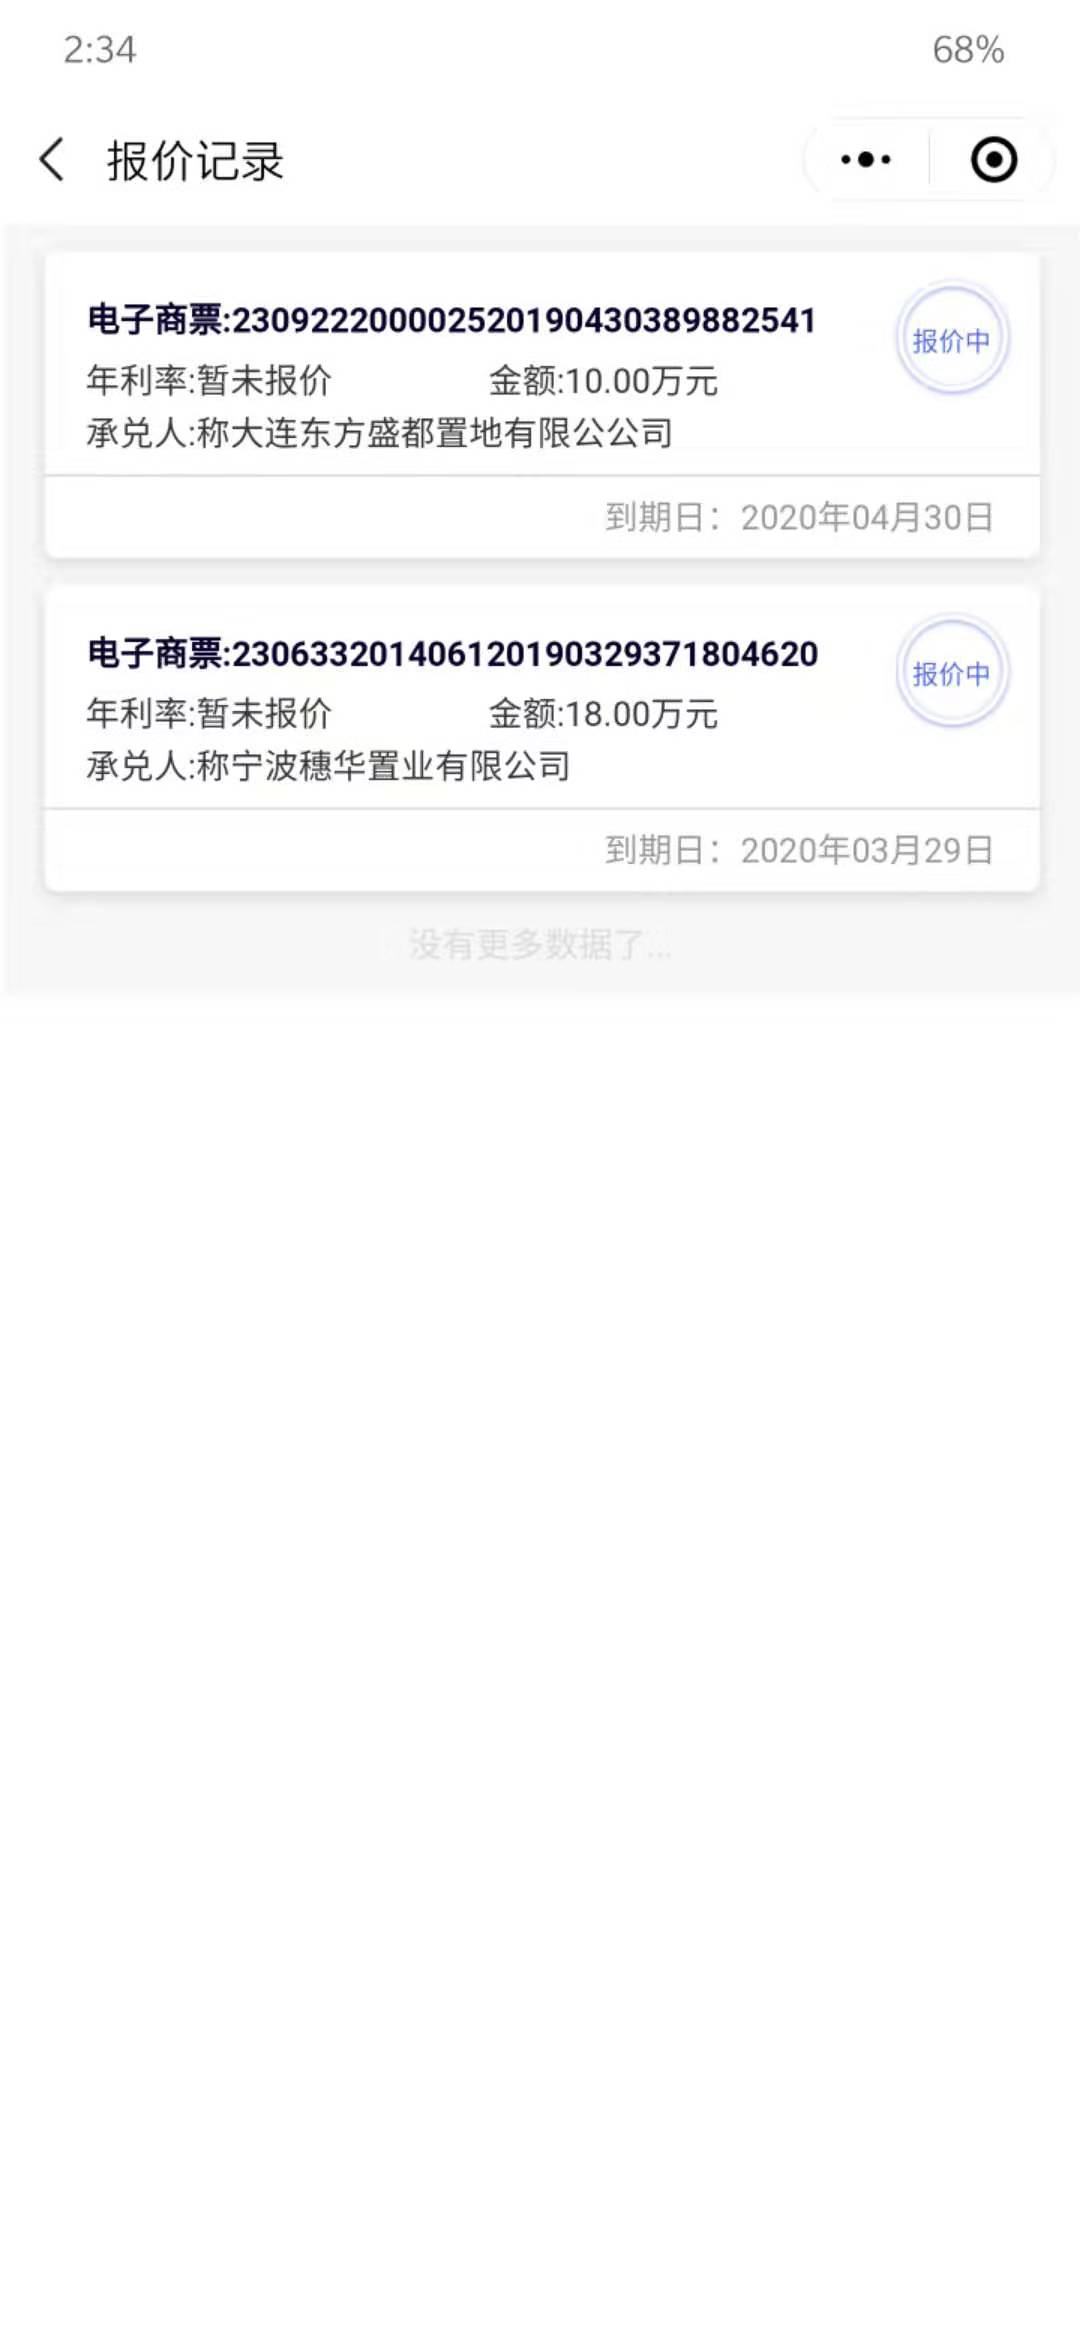 2:34 68%
报价记录
电子商票:230922200002520190430389882541
报价中
年利率:暂未报价 金额:10.00万元
承兑人:称大连东方盛都置地有限公公司
到期日：2020年04月30日
电子商票:230633201406120190329371804620
报价中
年利率:暂未报价 金额:18.00万元
承兑人:称宁波穗华置业有限公司
到期日：2020年03月29日
没有更多数据了...